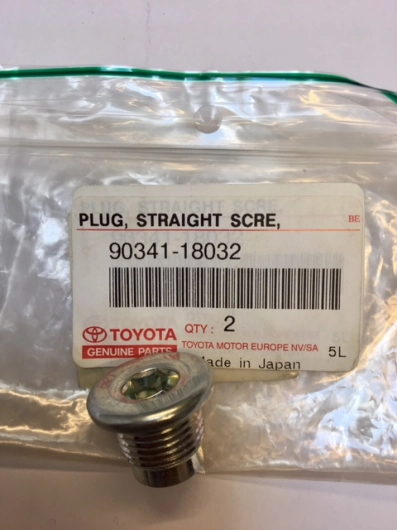 PLUG, STRAIGHT SCRE, BE
90341-18032
TOYOTA QTY: 2
GENUINE PARTS TOYOTA MOTOR EUROPE NV/SA 5L
Made in Japan